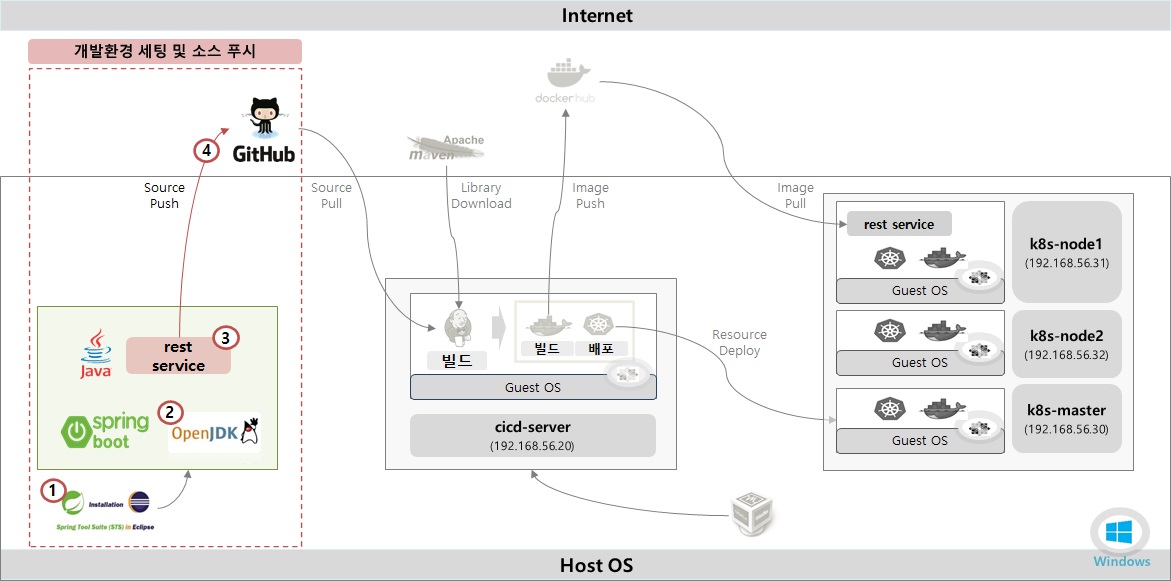 Internet
개발환경 세팅 및 소스 푸시
4
GitHub
Source
Push
Source
Pull
Apache
maven
Library
Download
dockerhub
Image
Push
Image
Pull
Java
rest
service
3
spring
boot
2
OpenJDK
1
Installation
Spring Tool Suite (STS) in Eclipse
빌드
빌드
배포
Guest OS
cicd-server
(192.168.56.20)
Resource
Deploy
rest service
Guest OS
k8s-node1
(192.168.56.31)
Guest OS
k8s-node2
(192.168.56.32)
Guest OS
k8s-master
(192.168.56.30)
Windows
Host OS